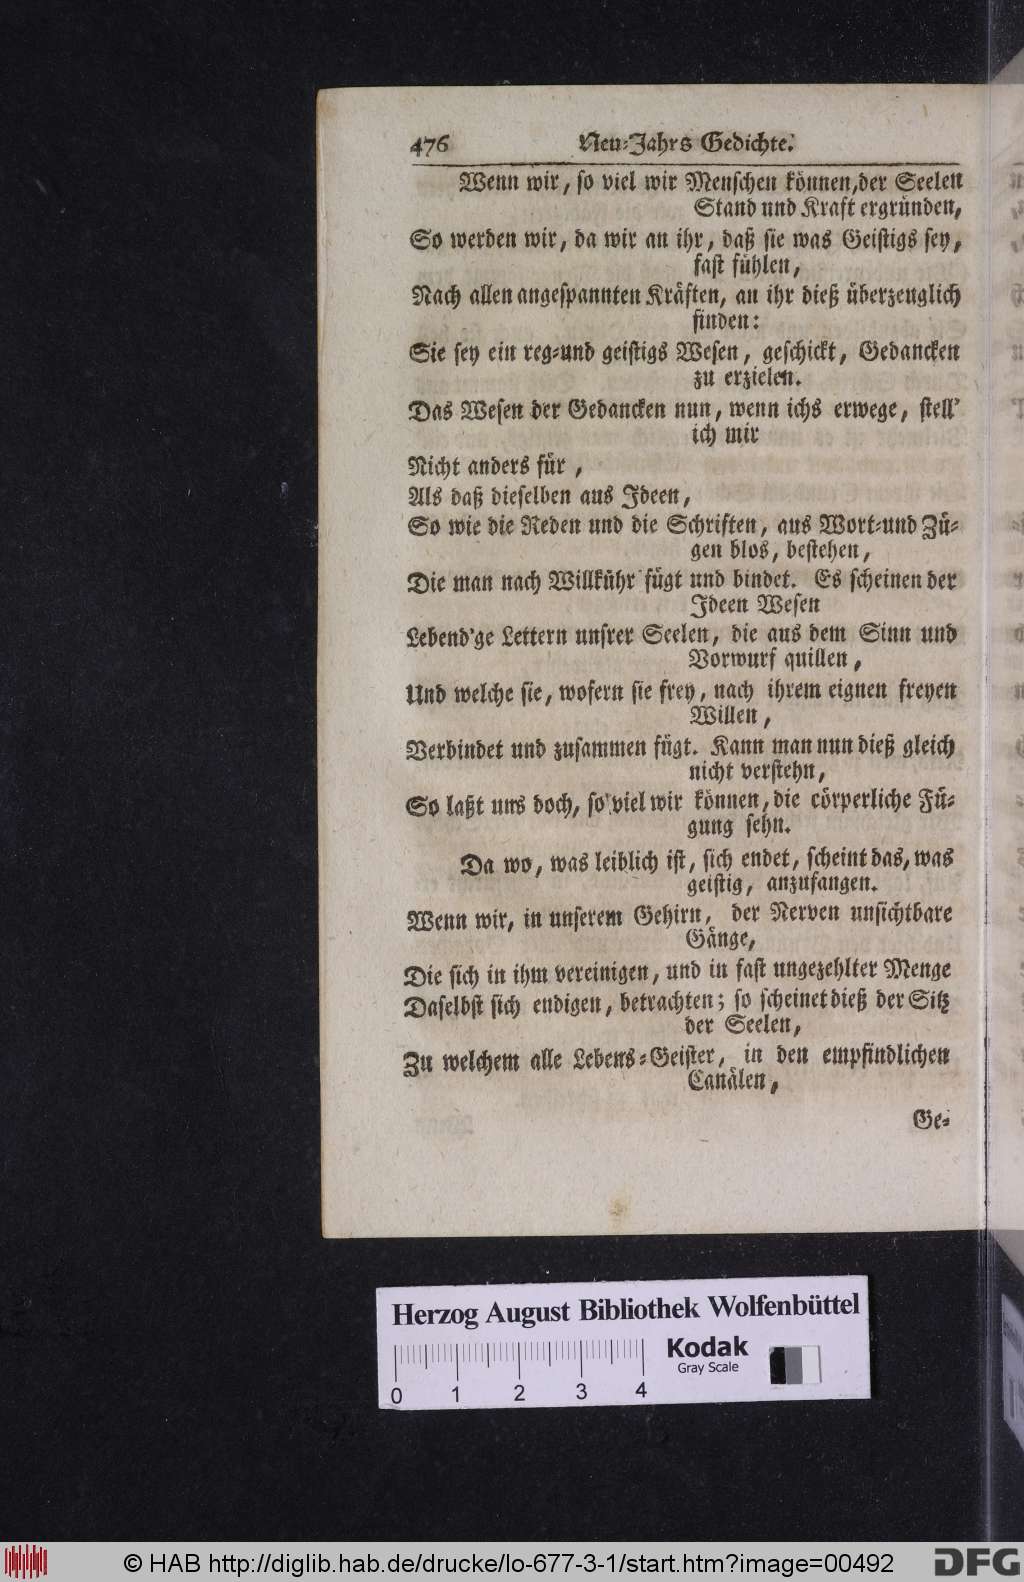 476 Neu-Jahrs Gedichte.
Wenn wir, so viel wir Menschen können, der Seelen
Stand und Kraft ergründen,
So werden wir, da wir an ihr, daß sie was Geistigs sey,
fast fühlen,
Nach allen angespannten Kräften, an ihr dieß überzeuglich
finden:
Sie sey ein reg-und geistigs Wesen, geschickt, Gedancken
zu erzielen.
Das Wesen der Gedancken nun, wenn ichs erwege, stell'
ich mir
Nicht anders für,
Als daß dieselben aus Ideen,
So wie die Reden und die Schriften, aus Wort-und Zü-
gen blos, bestehen,
Die man nach Willkühr fügt und bindet. Es scheinen der
Ideen Wesen
Lebend'ge Lettern unsrer Seelen, die aus dem Sinn und
Vorwurf quillen,
Und welche sie, wofern sie frey, nach ihrem eignen freyen
Willen,
Verbindet und zusammen fügt. Kann man nun dieß gleich
nicht verstehn,
So laßt uns doch, so viel wir können, die cörperliche Fü-
gung sehn.
Da wo, was leiblich ist, sich endet, scheint das, was
geistig, anzufangen.
Wenn wir, in unserem Gehirn, der Nerven unsichtbare
Gänge,
Die sich in ihm vereinigen, und in fast ungezehlter Menge
Daselbst sich endigen, betrachten; so scheinet dieß der Sitz
der Seelen,
Zu welchem alle Lebens-Geister, in den empfindlichen
Canälen,
Ge-
Herzog August Bibliothek Wolfenbüttel
Kodak
Gray Scale
0 1 2 3 4
© HAB http://diglib.hab.de/drucke/lo-677-3-1/start.htm?image=00492
DFG